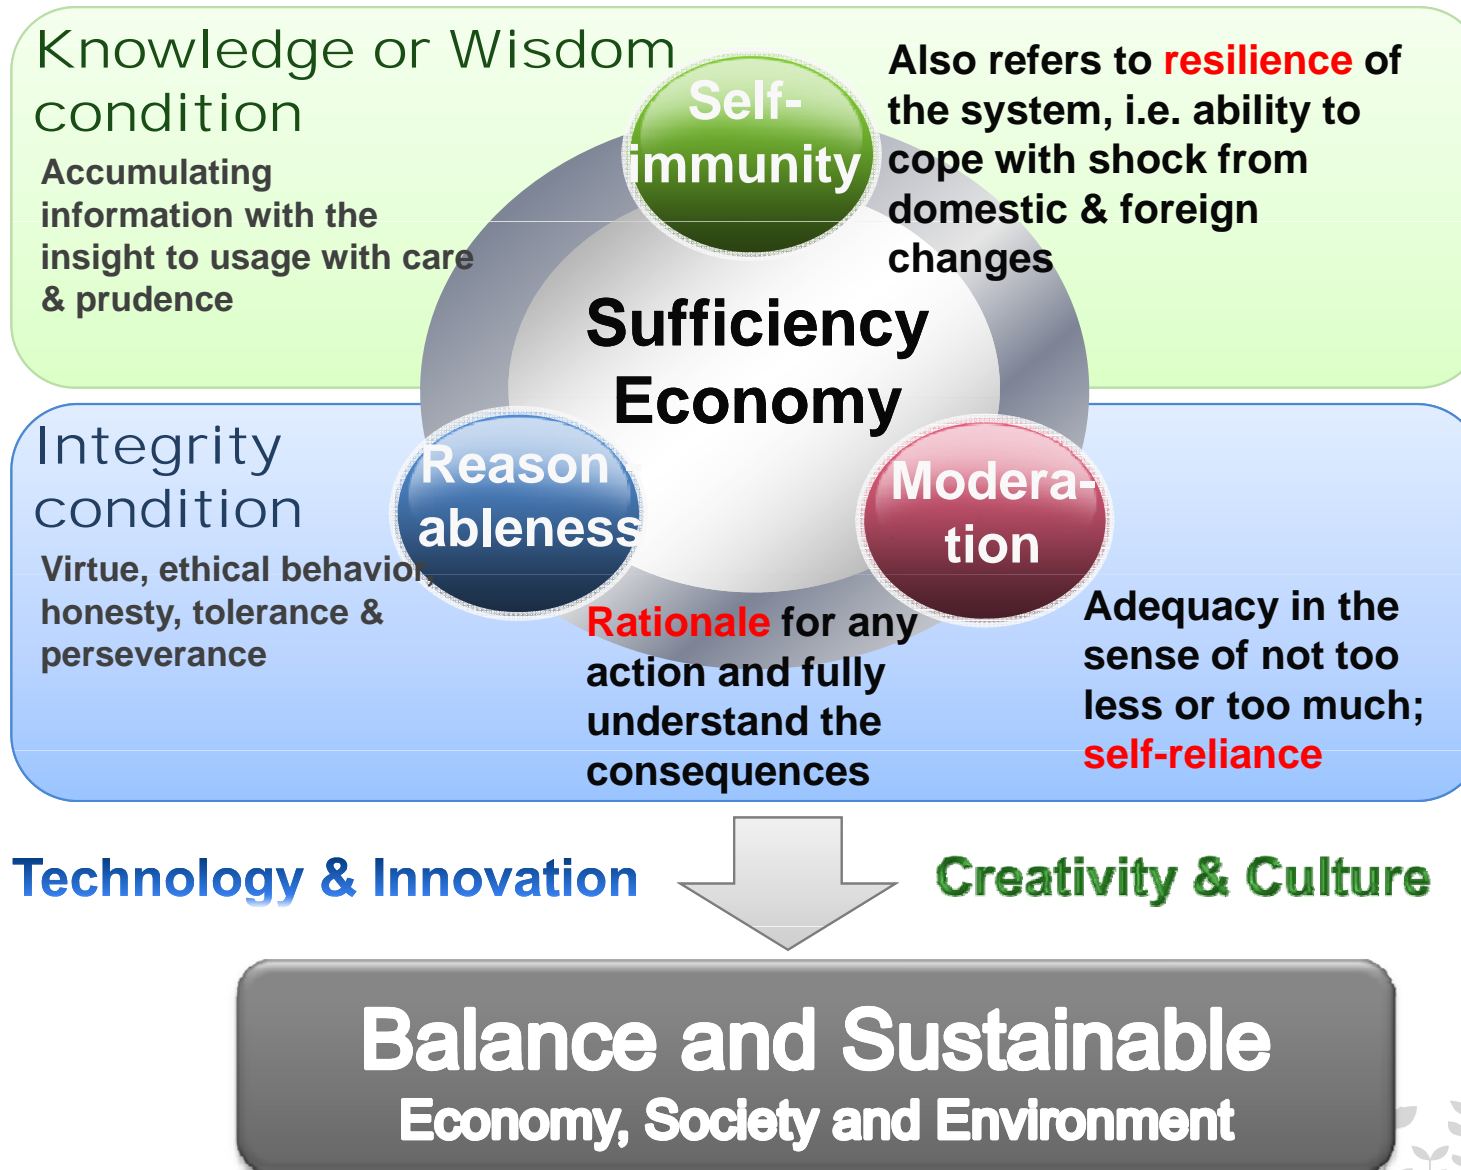 Knowledge or Wisdom
condition
Accumulating
information with the
insight to usage with care
& prudence
Self-
immunity
Also refers to resilience of
the system, i.e. ability to
cope with shock from
domestic & foreign
changes
Sufficiency
Economy
Integrity
condition
Virtue, ethical behavior,
honesty, tolerance &
perseverance
Reason
ableness
Rationale for any
action and fully
understand the
consequences
Modera-
tion
Adequacy in the
sense of not too
less or too much;
self-reliance
Technology & Innovation
Creativity & Culture
Balance and Sustainable
Economy, Society and Environment